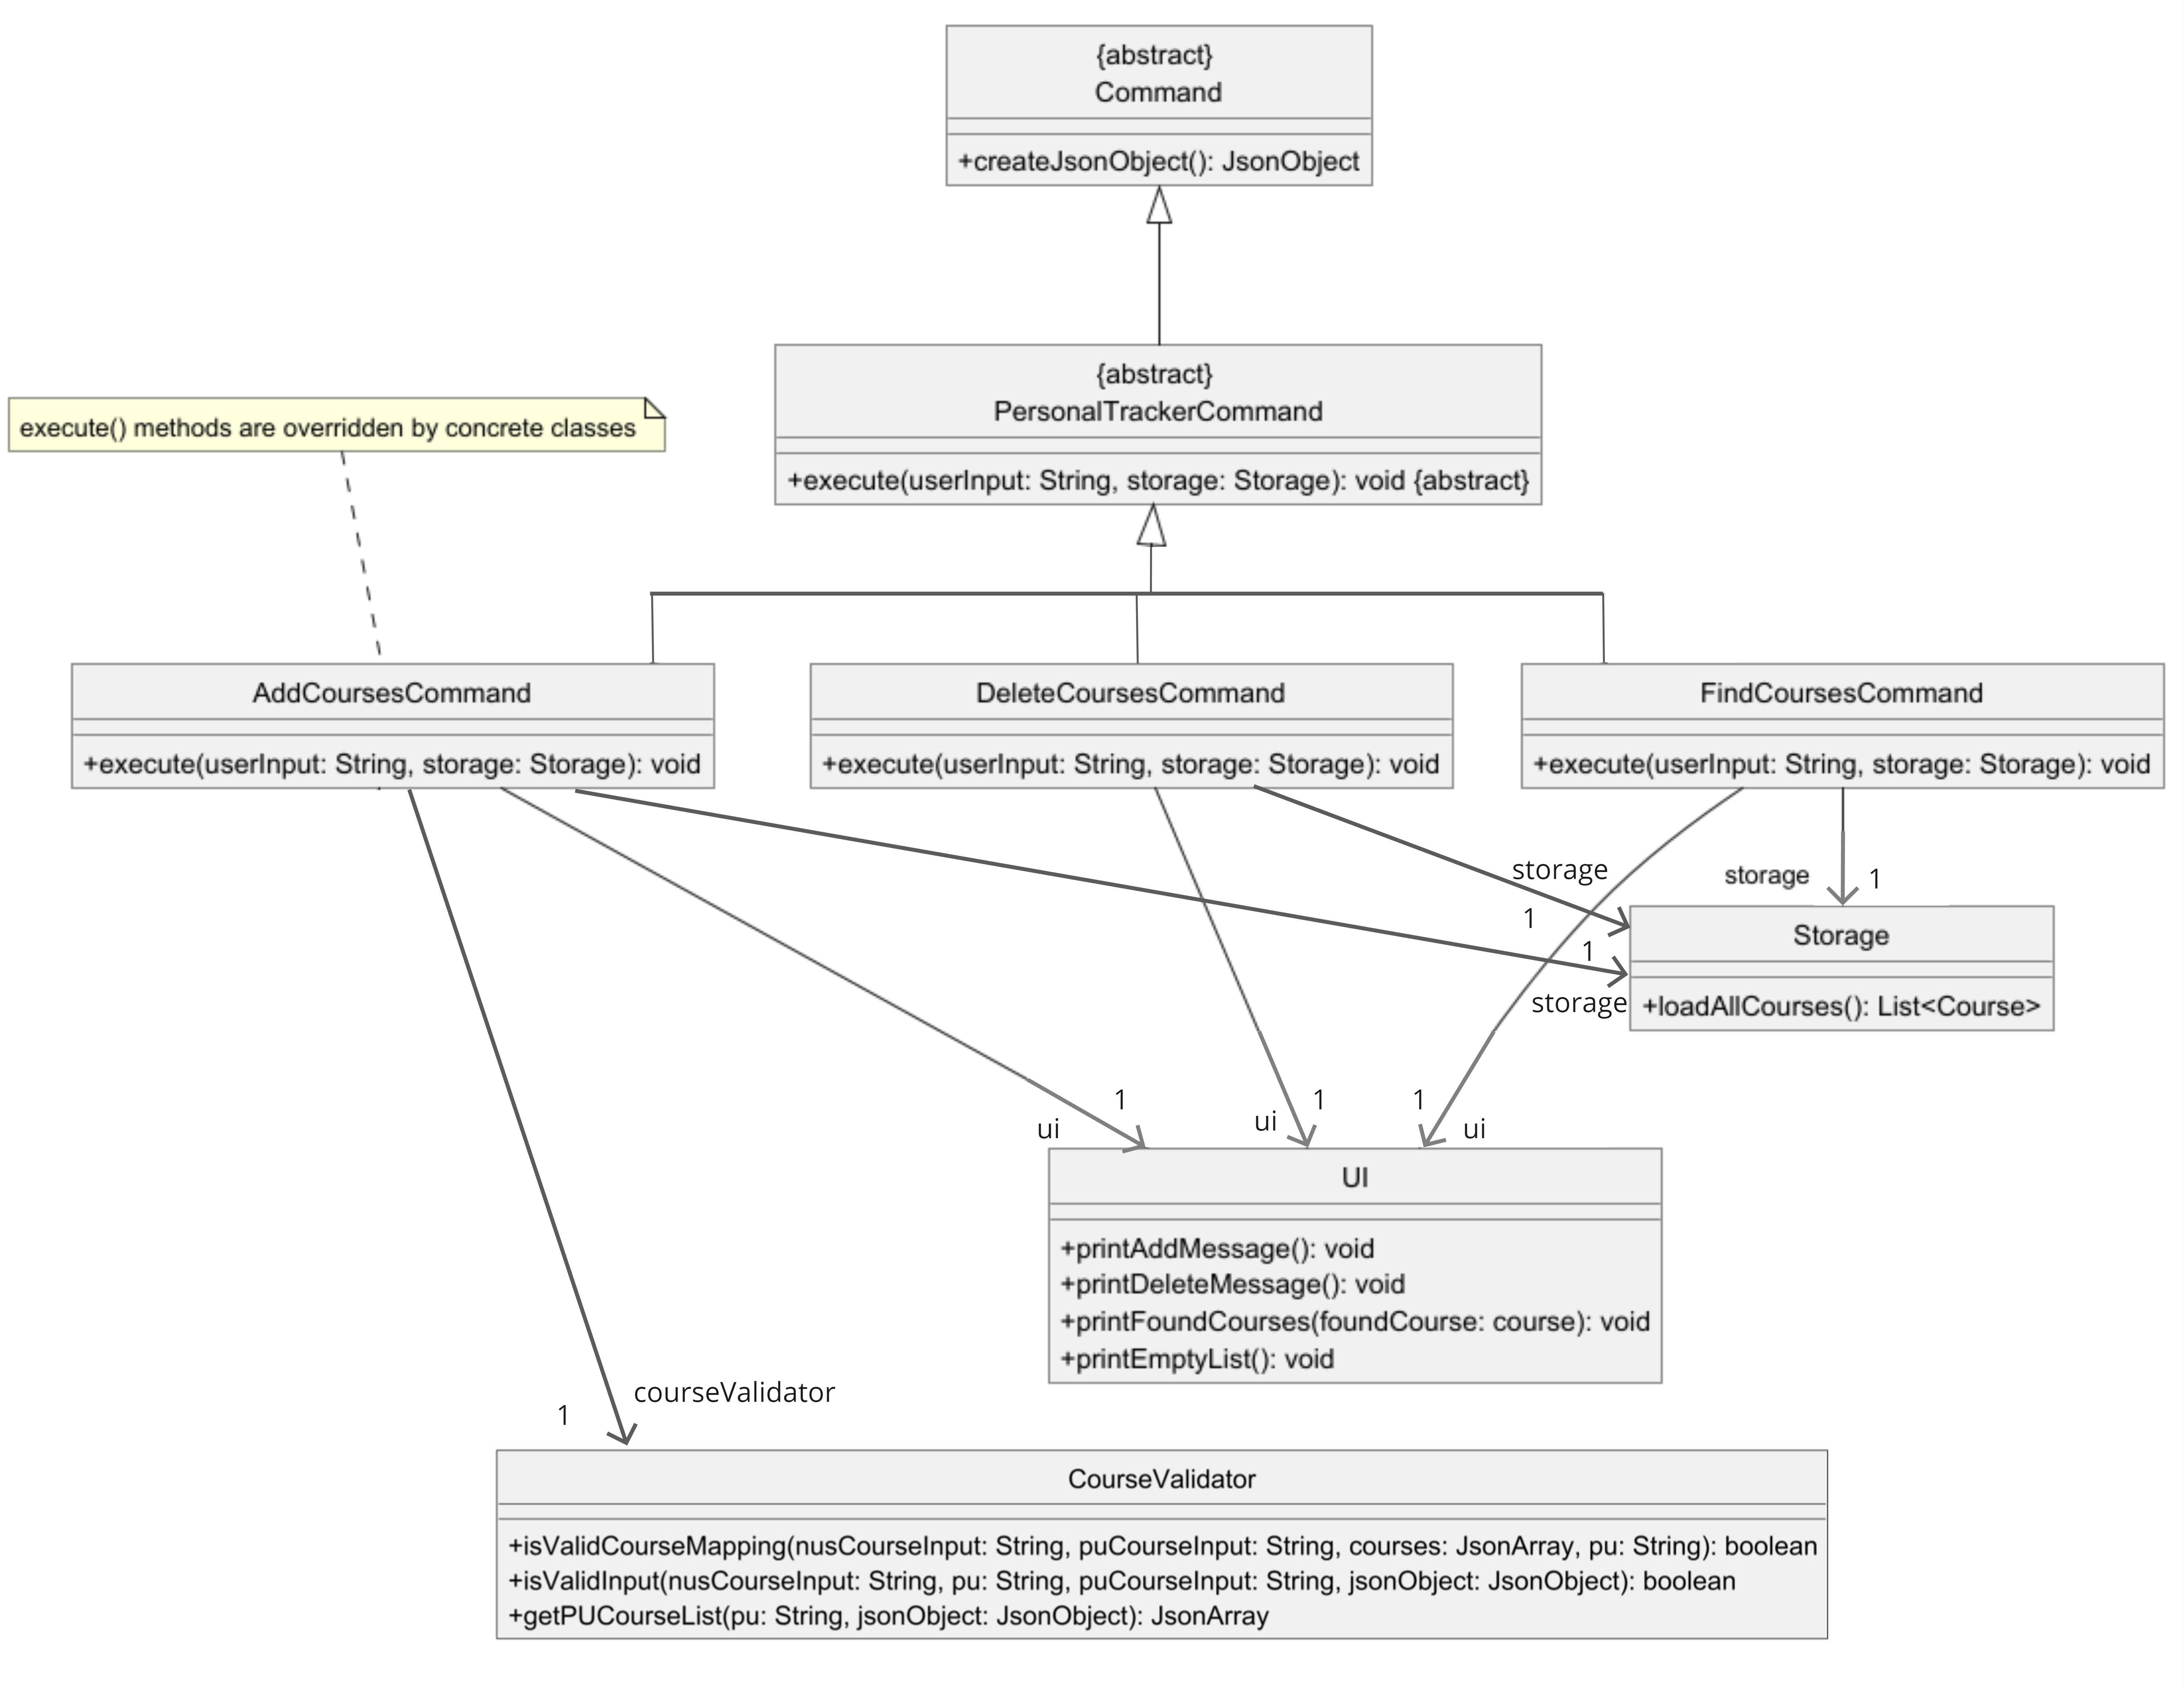 {abstract}
Command
+createJsonObject(): JsonObject
{abstract}
PersonalTrackerCommand
+execute(userInput: String, storage: Storage): void {abstract}
execute() methods are overridden by concrete classes
AddCoursesCommand
+execute(userInput: String, storage: Storage): void
DeleteCoursesCommand
+execute(userInput: String, storage: Storage): void
FindCoursesCommand
+execute(userInput: String, storage: Storage): void
storage
1
storage
1
1
storage
Storage
+loadAllCourses(): List<Course>
1
ui
1
ui
1
ui
UI
+printAddMessage(): void
+printDeleteMessage(): void
+printFoundCourses(foundCourse: course): void
+printEmptyList(): void
courseValidator
1
CourseValidator
+isValidCourseMapping(nusCourseInput: String, puCourseInput: String, courses: JsonArray, pu: String): boolean
+isValidInput(nusCourseInput: String, pu: String, puCourseInput: String, jsonObject: JsonObject): boolean
+getPUCourseList(pu: String, jsonObject: JsonObject): JsonArray